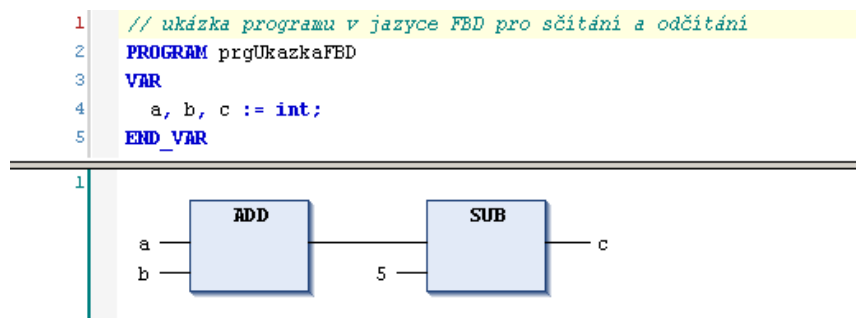 1 // ukázka programu v jazyce FBD pro sčítání a odčítání
2 PROGRAM prgUkazkaFBD
3 VAR
4 a, b, c := int;
5 END_VAR
1
ADD SUB
a c
b 5